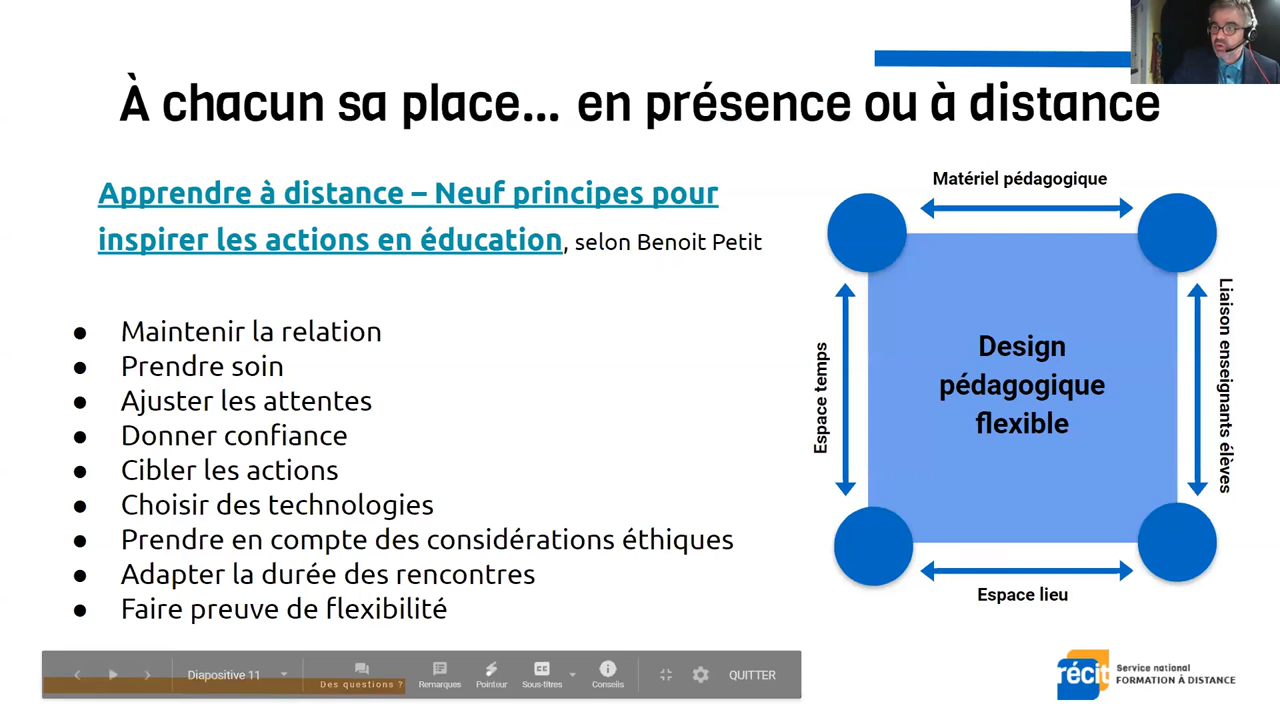 À chacun sa place... en présence ou à distance
Apprendre à distance – Neuf principes pour
inspirer les actions en éducation, selon Benoit Petit
● Maintenir la relation
● Prendre soin
● Ajuster les attentes
● Donner confiance
● Cibler les actions
● Choisir des technologies
● Prendre en compte des considérations éthiques
● Adapter la durée des rencontres
● Faire preuve de flexibilité
Matériel pédagogique
Espace temps
Design
pédagogique
flexible
Liaison enseignants élèves
Espace lieu
Diapositive 11
Des questions ?
Remarques
Pointeur
CC
Sous-titres
Conseils
QUITTER
récit
Service national
FORMATION À DISTANCE